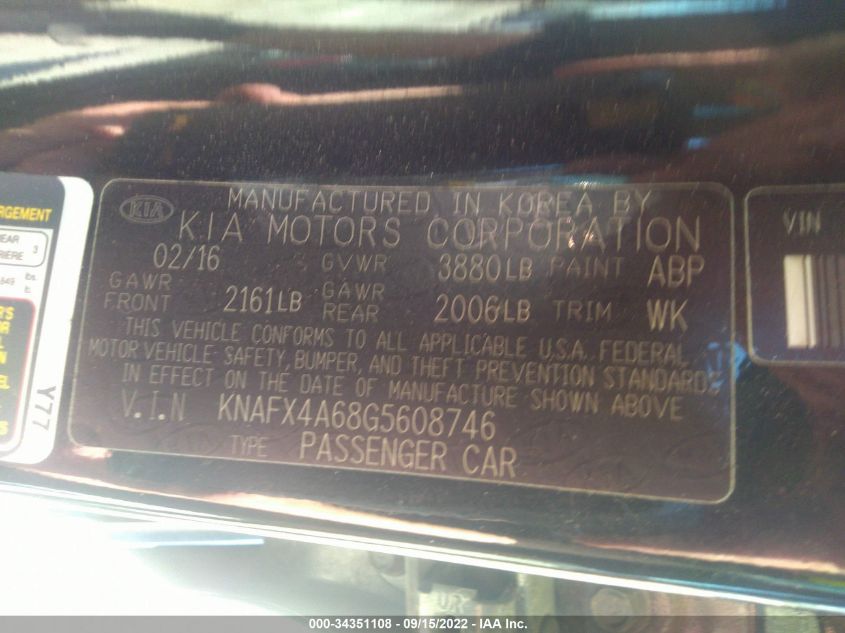 MANUFACTURED IN KOREA BY
KIA KIA MOTORS CORPORATION
02/16 GVWR 3880LB PAINT ABP
GAWR FRONT 2161LB GAWR REAR 2006LB TRIM WK
THIS VEHICLE CONFORMS TO ALL APPLICABLE U.S.A. FEDERAL
MOTOR VEHICLE SAFETY, BUMPER, AND THEFT PREVENTION STANDARDS
IN EFFECT ON THE DATE OF MANUFACTURE SHOWN ABOVE
V.I.N KNAFX4A68G5608746
TYPE PASSENGER CAR
VIN
3
Y77
000-34351108 - 09/15/2022 - IAA Inc.